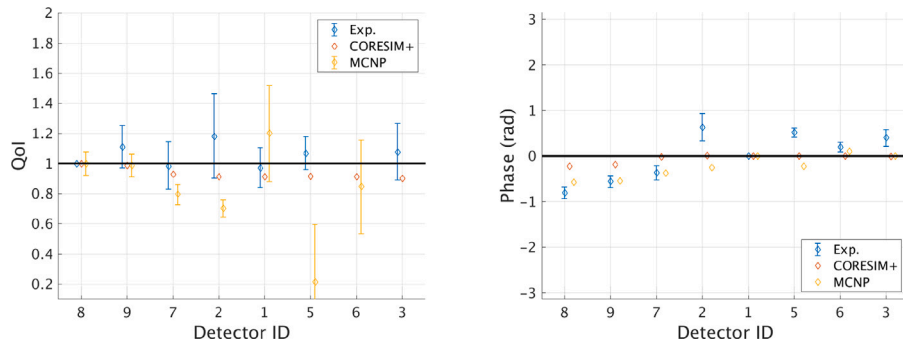 2
1.8
1.6
1.4
1.2
1
0.8
0.6
0.4
0.2
QoI
Exp.
CORESIM+
MCNP
8 9 7 2 1 5 6 3
Detector ID
3
2
1
0
-1
-2
-3
Phase (rad)
Exp.
CORESIM+
MCNP
8 9 7 2 1 5 6 3
Detector ID